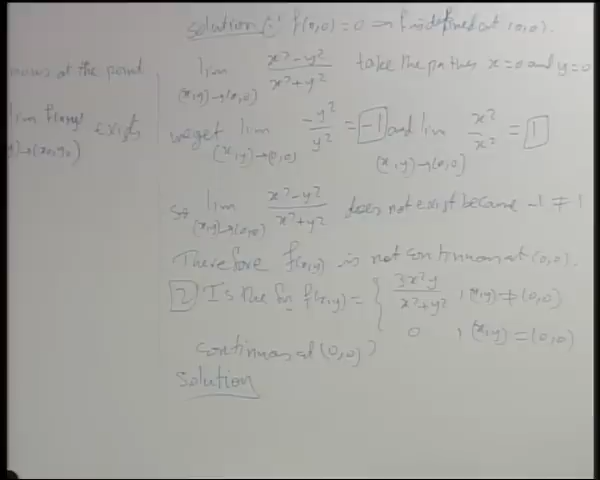 nuous at the point
lim f(x,y) exists
(x,y)→(x₀,y₀)
solution: f(0,0) = 0 ⇒ f is defined at (0,0).
lim x²-y² / x²+y² take the paths x=0 and y=0
(x,y)→(0,0)
we get lim -y²/y² = -1 and lim x²/x² = 1
(x,y)→(0,0) (x,y)→(0,0)
so lim x²-y² / x²+y² does not exist because -1 ≠ 1
(x,y)→(0,0)
Therefore f(x,y) is not continuous at (0,0).
2 Is the fn f(x,y) = { 3x²y / x²+y² , (x,y) ≠ (0,0)
0 , (x,y) = (0,0)
continuous at (0,0)?
solution